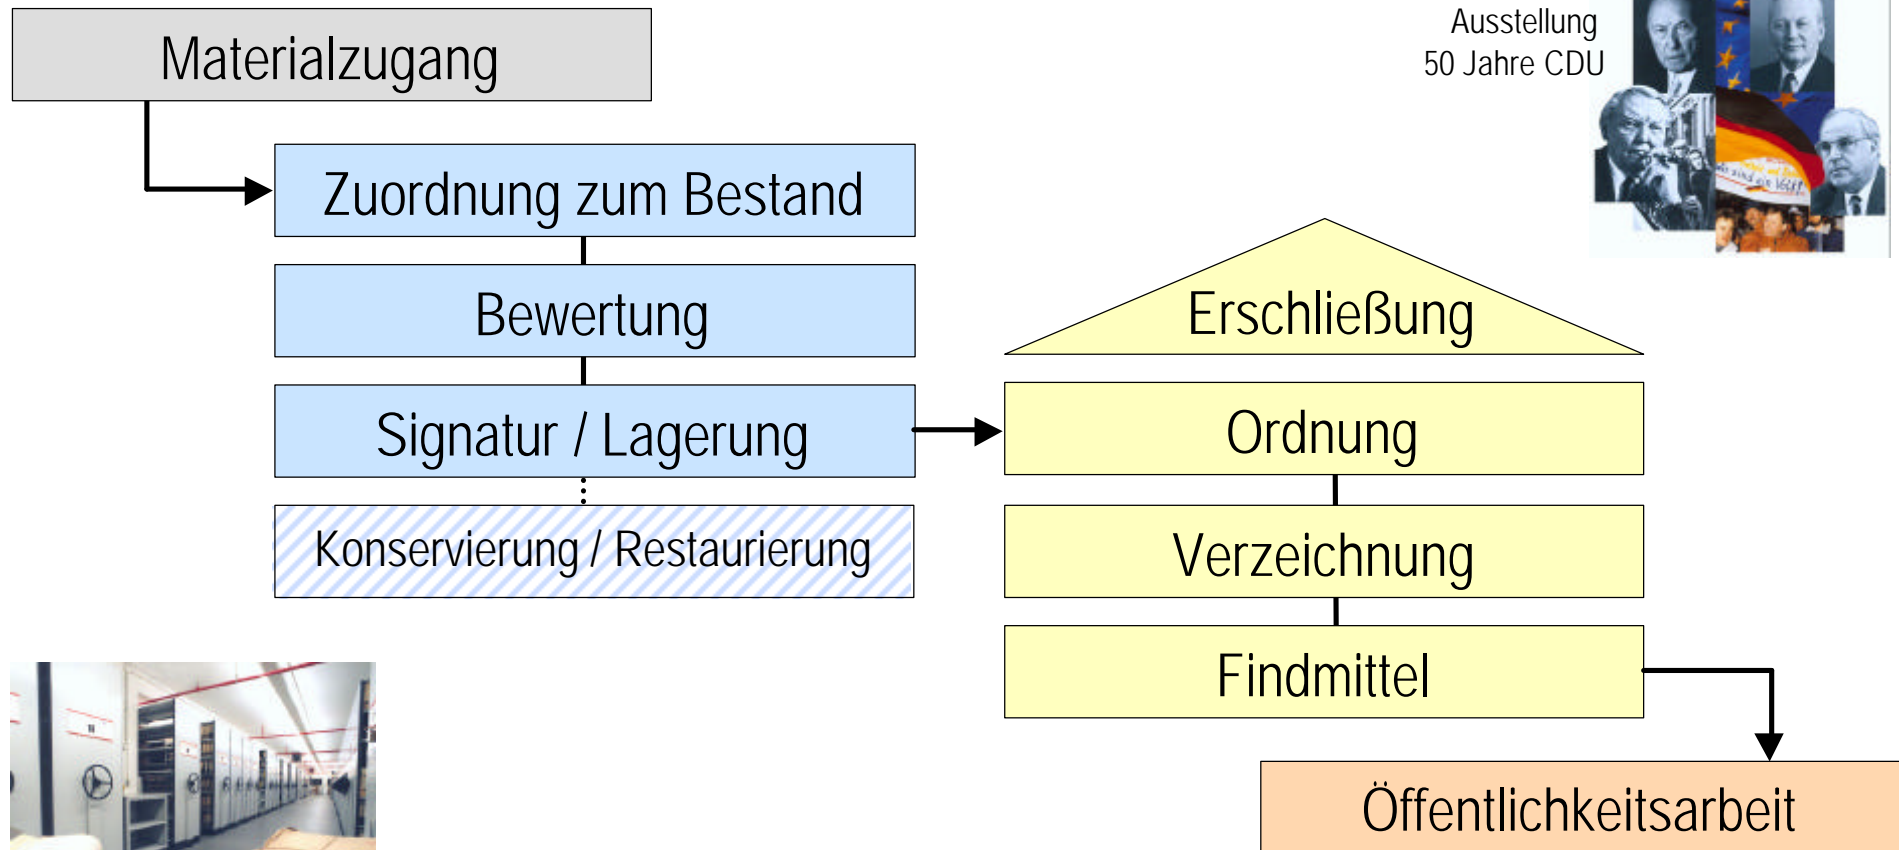 Materialzugang
Ausstellung
50 Jahre CDU
Zuordnung zum Bestand
Bewertung
Signatur / Lagerung
Konservierung / Restaurierung
Erschließung
Ordnung
Verzeichnung
Findmittel
Öffentlichkeitsarbeit